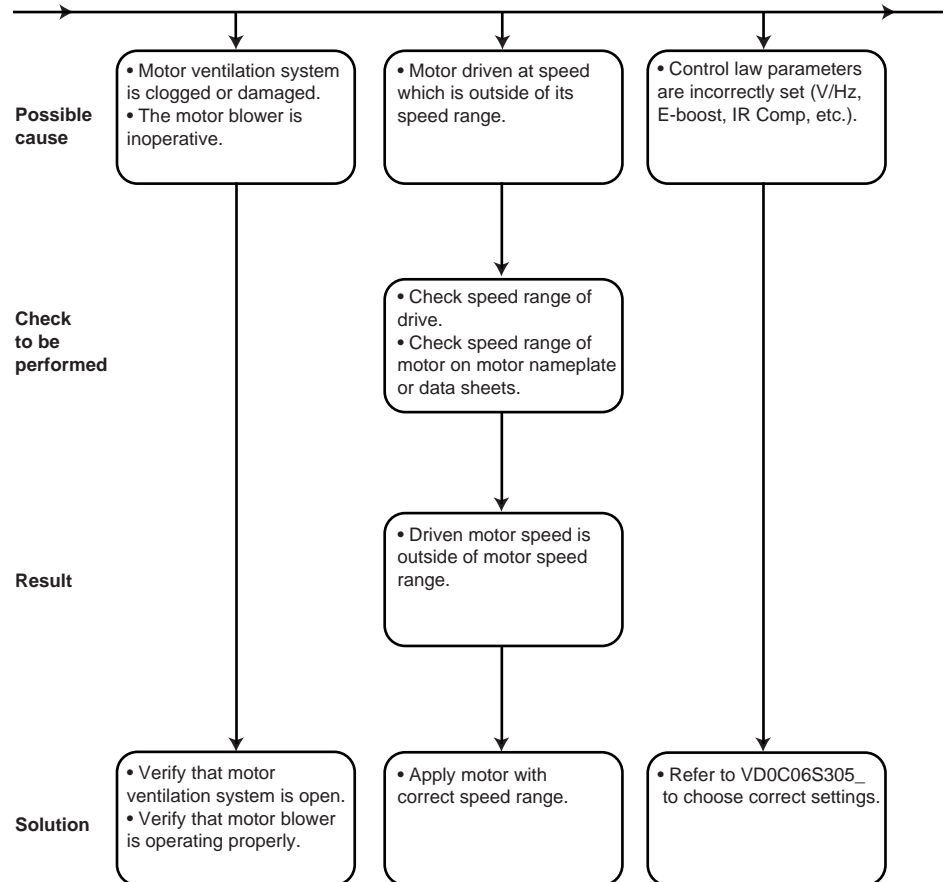 Possible
cause
• Motor ventilation system
is clogged or damaged.
• The motor blower is
inoperative.
• Motor driven at speed
which is outside of its
speed range.
• Control law parameters
are incorrectly set (V/Hz,
E-boost, IR Comp, etc.).
Check
to be
performed
• Check speed range of
drive.
• Check speed range of
motor on motor nameplate
or data sheets.
Result
• Driven motor speed is
outside of motor speed
range.
Solution
• Verify that motor
ventilation system is open.
• Verify that motor blower
is operating properly.
• Apply motor with
correct speed range.
• Refer to VD0C06S305_
to choose correct settings.